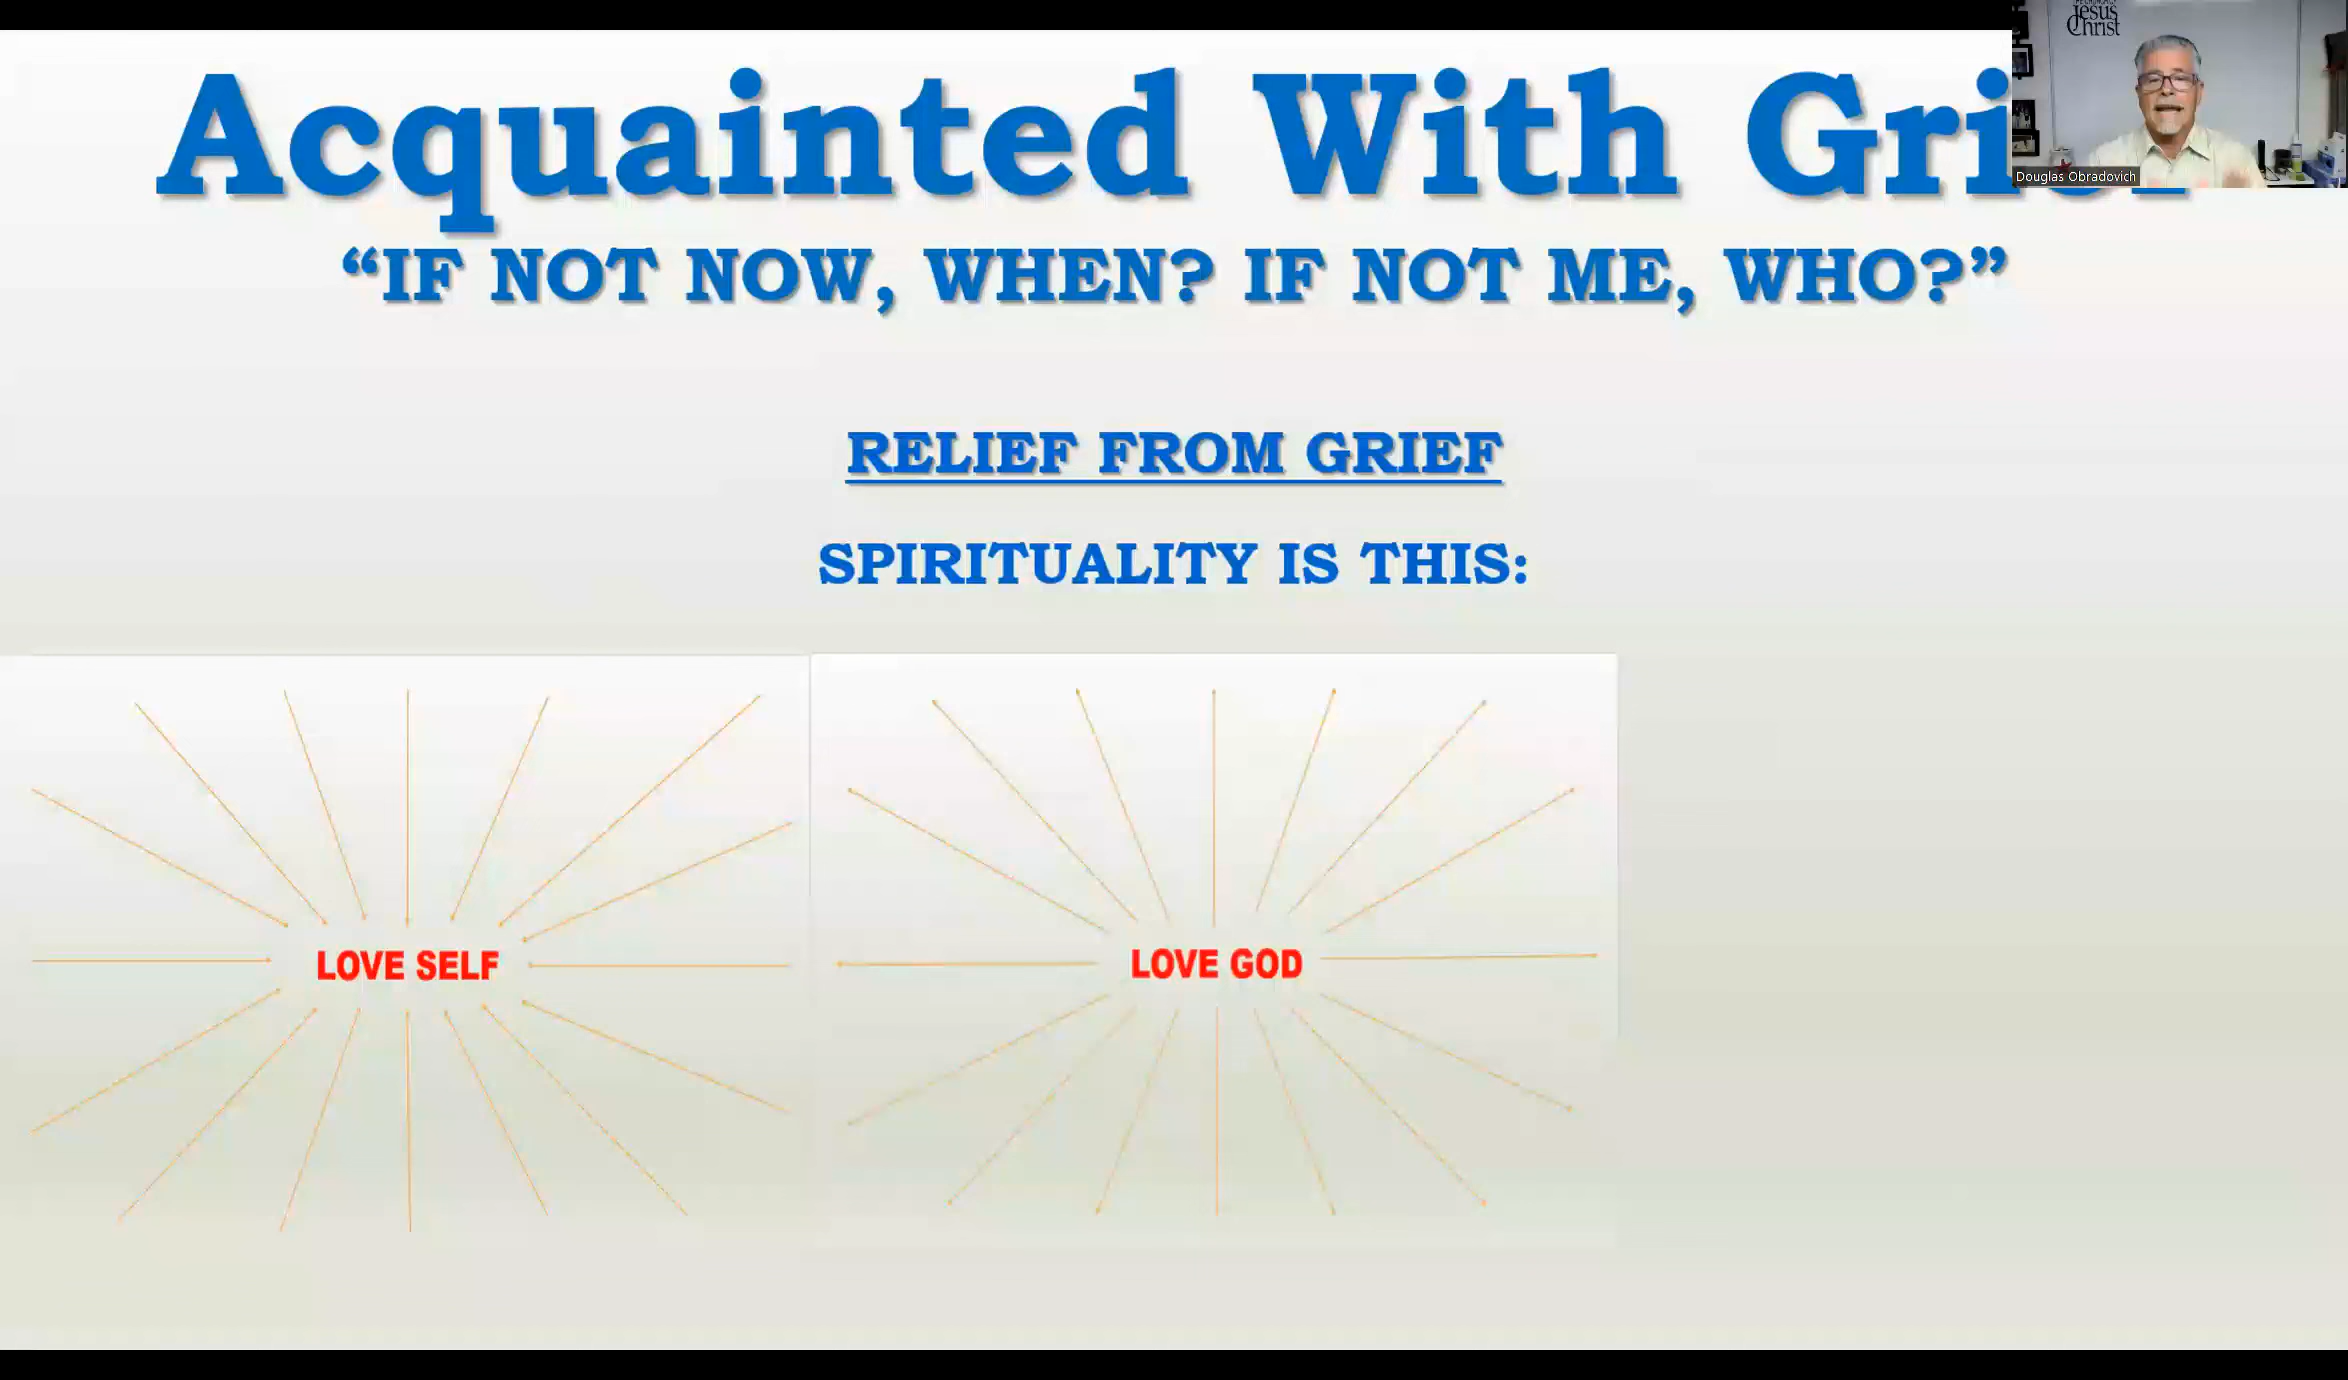 Acquainted With Gri
Jesus
Christ
Douglas Obradovich
“IF NOT NOW, WHEN? IF NOT ME, WHO?”
RELIEF FROM GRIEF
SPIRITUALITY IS THIS:
LOVE SELF
LOVE GOD